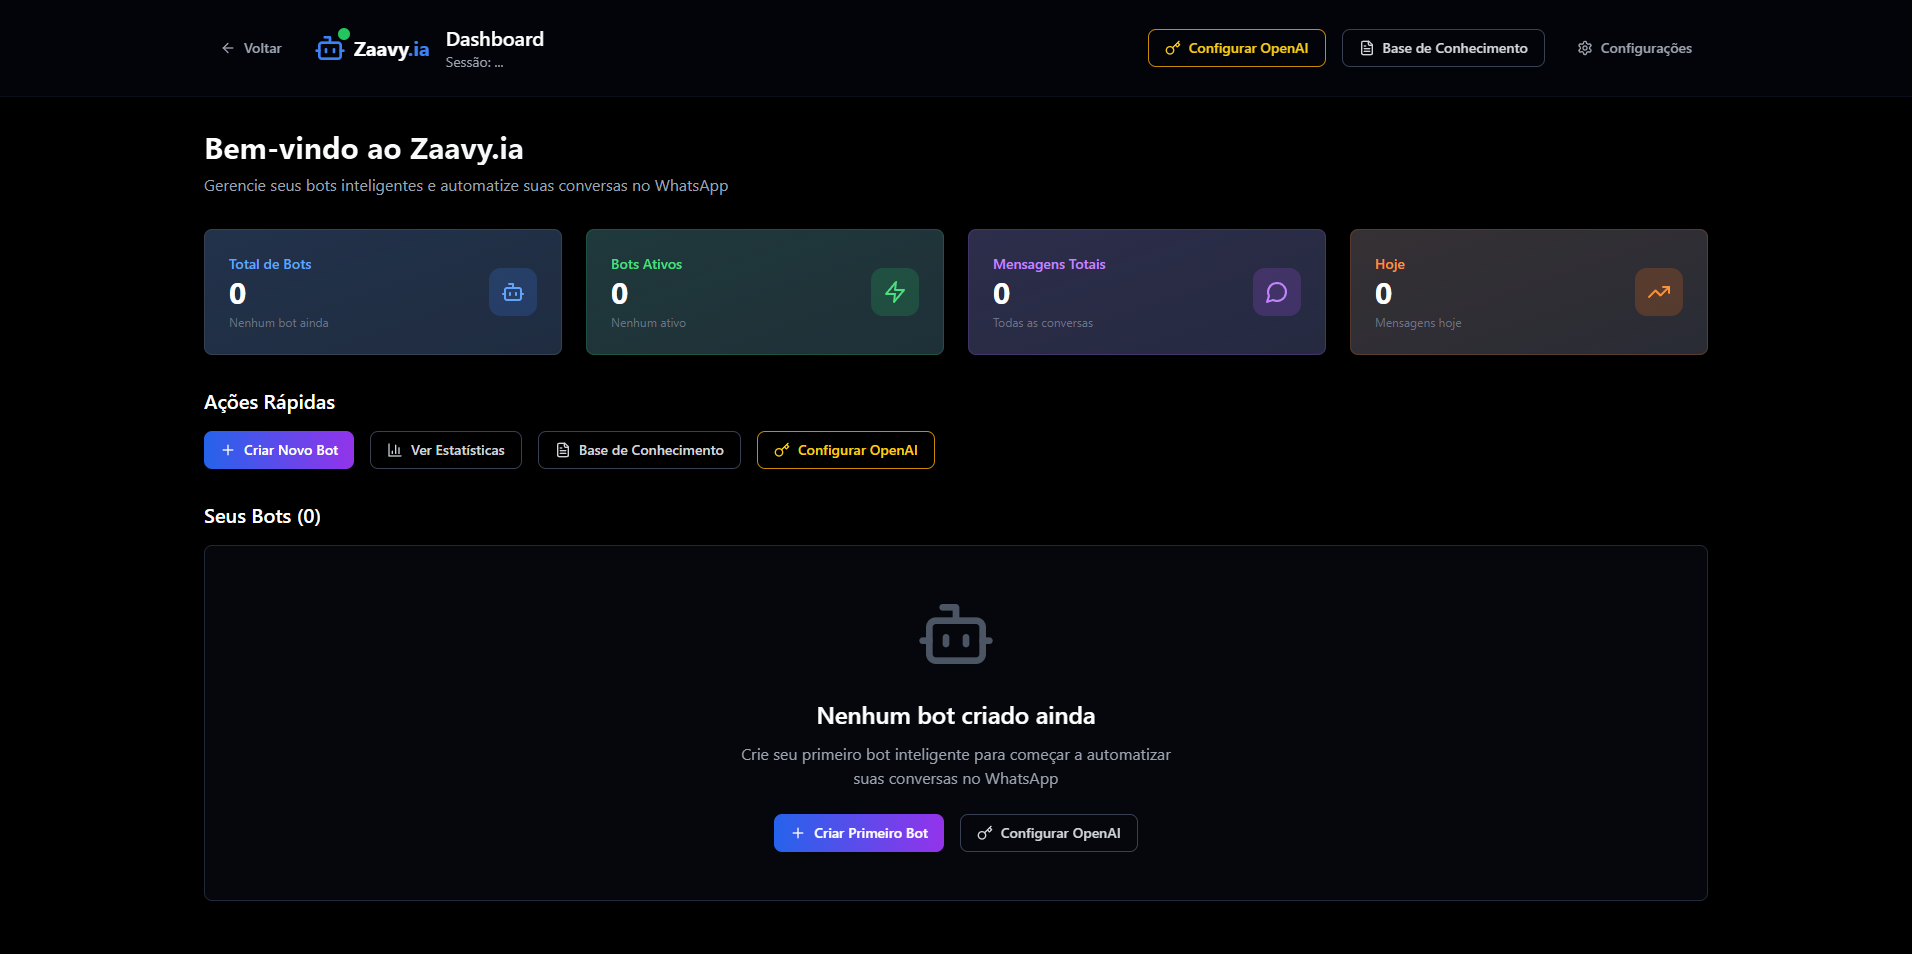 Voltar
Zaavy.ia
Dashboard
Sessão: ...
Configurar OpenAI
Base de Conhecimento
Configurações
Bem-vindo ao Zaavy.ia
Gerencie seus bots inteligentes e automatize suas conversas no WhatsApp
Total de Bots
0
Nenhum bot ainda
Bots Ativos
0
Nenhum ativo
Mensagens Totais
0
Todas as conversas
Hoje
0
Mensagens hoje
Ações Rápidas
Criar Novo Bot
Ver Estatísticas
Base de Conhecimento
Configurar OpenAI
Seus Bots (0)
Nenhum bot criado ainda
Crie seu primeiro bot inteligente para começar a automatizar
suas conversas no WhatsApp
Criar Primeiro Bot
Configurar OpenAI